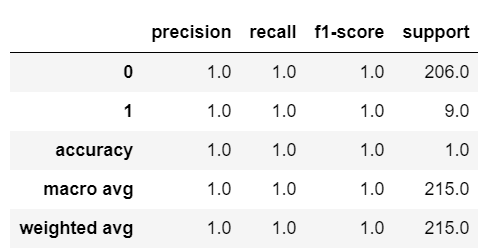 precision recall f1-score support
0 1.0 1.0 1.0 206.0
1 1.0 1.0 1.0 9.0
accuracy 1.0 1.0 1.0 1.0
macro avg 1.0 1.0 1.0 215.0
weighted avg 1.0 1.0 1.0 215.0